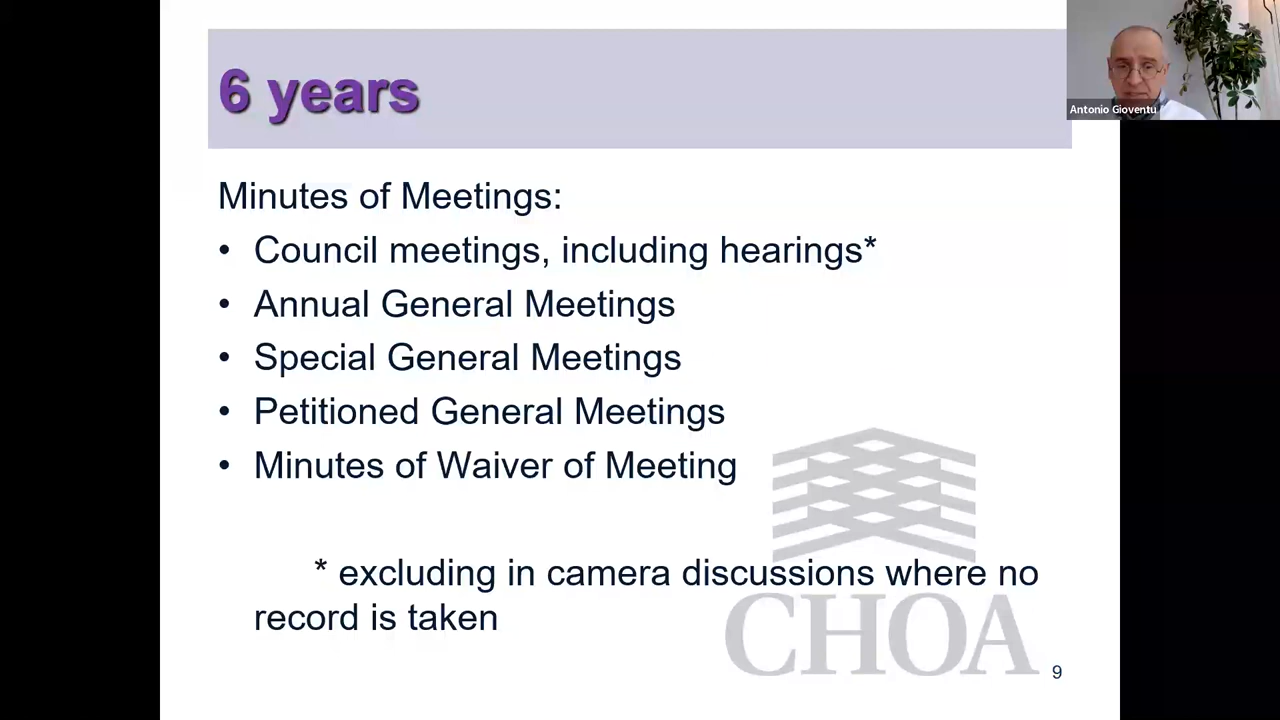 6 years
Antonio Gioventu
Minutes of Meetings:
• Council meetings, including hearings*
• Annual General Meetings
• Special General Meetings
• Petitioned General Meetings
• Minutes of Waiver of Meeting
* excluding in camera discussions where no
record is taken
CHOA
9